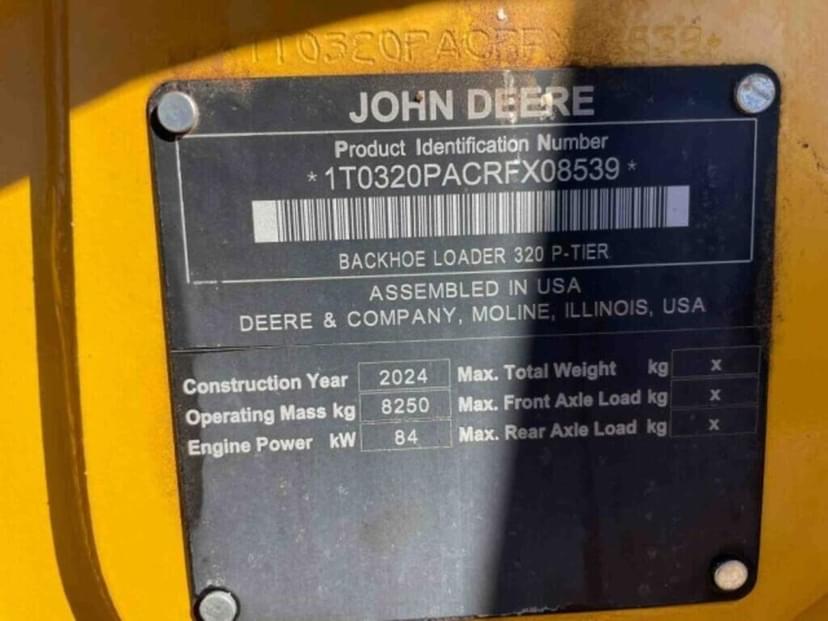 1T0320PACRFX 8539*
JOHN DEERE
Product Identification Number
*1T0320PACRFX08539*
BACKHOE LOADER 320 P-TIER
ASSEMBLED IN USA
DEERE & COMPANY, MOLINE, ILLINOIS, USA
Construction Year 2024 Max. Total Weight kg X
Operating Mass kg 8250 Max. Front Axle Load kg X
Engine Power kW 84 Max. Rear Axle Load kg X